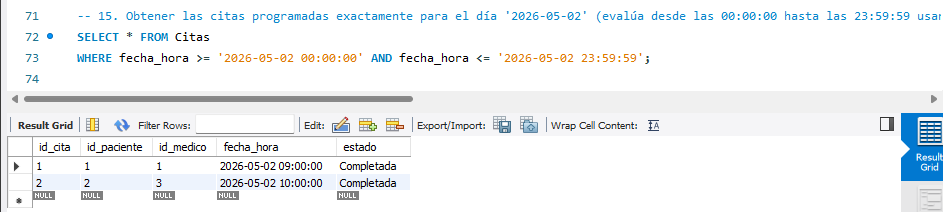 71 -- 15. Obtener las citas programadas exactamente para el día '2026-05-02' (evalúa desde las 00:00:00 hasta las 23:59:59
72 SELECT * FROM Citas
73 WHERE fecha_hora >= '2026-05-02 00:00:00' AND fecha_hora <= '2026-05-02 23:59:59';
74
Result Grid Filter Rows: Edit: Export/Import: Wrap Cell Content:
id_cita id_paciente id_medico fecha_hora estado
1 1 1 2026-05-02 09:00:00 Completada
2 2 3 2026-05-02 10:00:00 Completada
NULL NULL NULL NULL NULL
Result
Grid